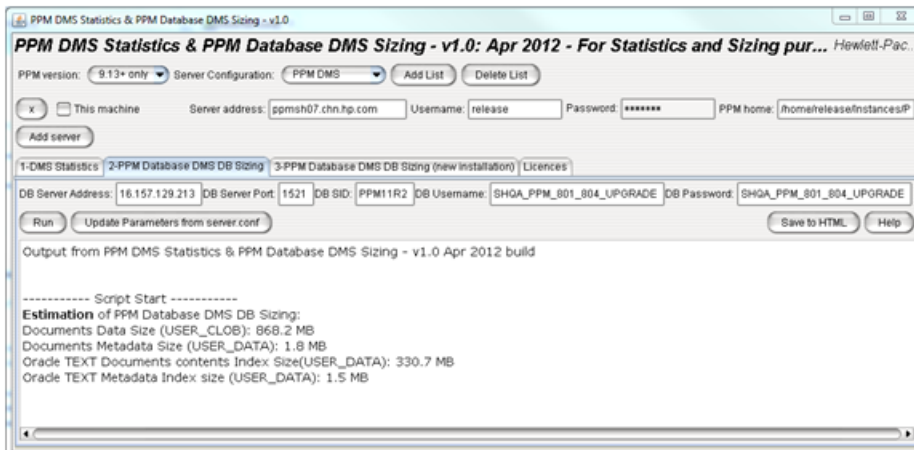 PPM DMS Statistics & PPM Database DMS Sizing - v1.0
PPM DMS Statistics & PPM Database DMS Sizing - v1.0: Apr 2012 - For Statistics and Sizing pur... Hewlett-Pac...
PPM version: 9.13+ only Server Configuration: PPM DMS Add List Delete List
x This machine Server address: ppmsh07.chn.hp.com Username: release Password: ******* PPM home: /home/release/instances/P
Add server
1-DMS Statistics 2-PPM Database DMS DB Sizing 3-PPM Database DMS DB Sizing (new installation) Licences
DB Server Address: 16.157.129.213 DB Server Port: 1521 DB SID: PPM11R2 DB Username: SHQA_PPM_801_804_UPGRADE DB Password: SHQA_PPM_801_804_UPGRADE
Run Update Parameters from server.conf Save to HTML Help
Output from PPM DMS Statistics & PPM Database DMS Sizing - v1.0 Apr 2012 build
----------- Script Start -----------
Estimation of PPM Database DMS DB Sizing:
Documents Data Size (USER_CLOB): 868.2 MB
Documents Metadata Size (USER_DATA): 1.8 MB
Oracle TEXT Documents contents Index Size(USER_DATA): 330.7 MB
Oracle TEXT Metadata Index size (USER_DATA): 1.5 MB